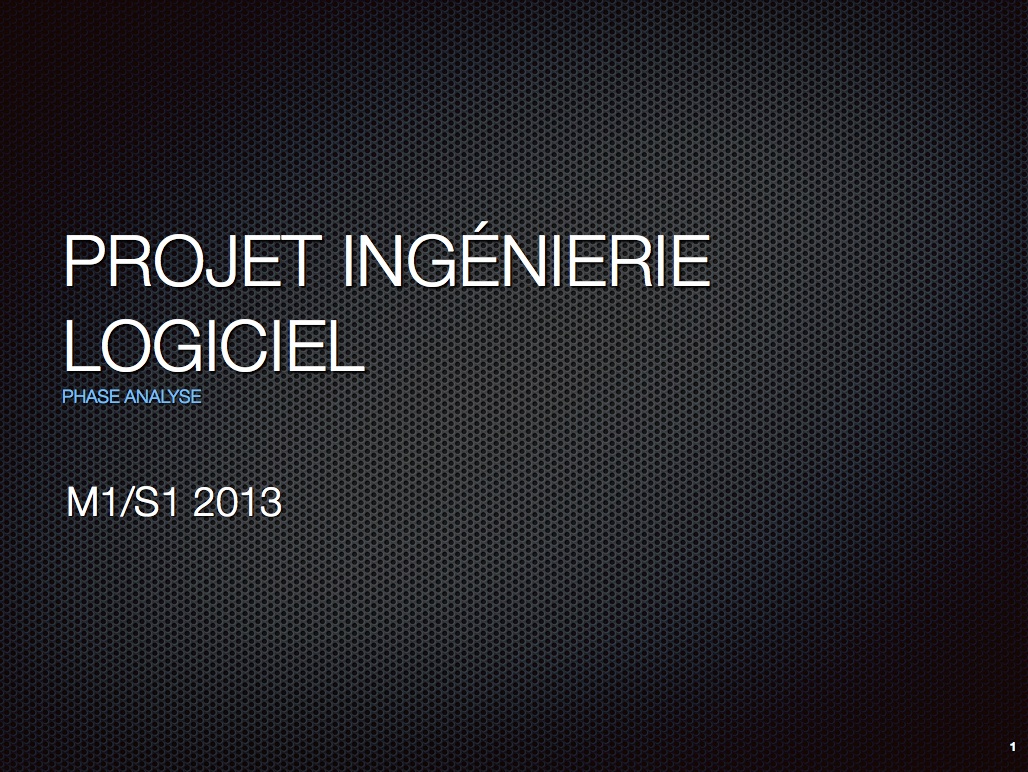 PROJET INGÉNIERIE
LOGICIEL
PHASE ANALYSE
M1/S1 2013
1